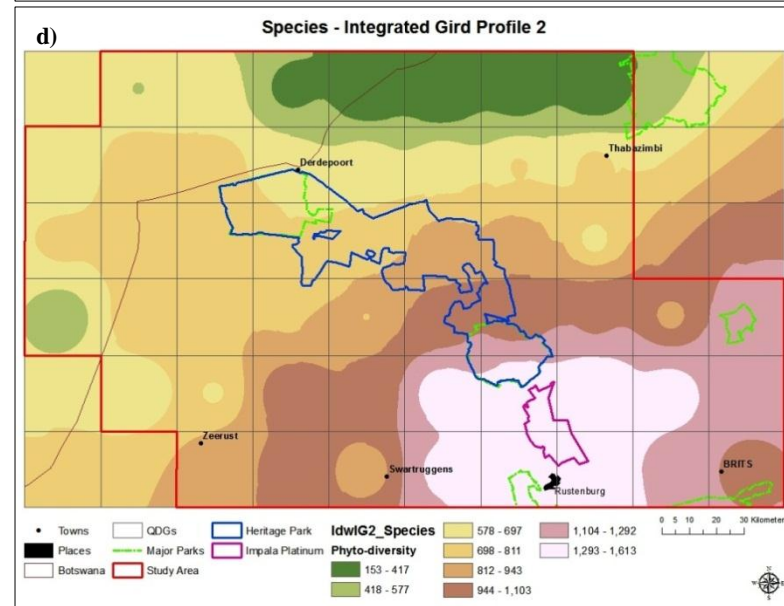 d)
Species - Integrated Gird Profile 2
Thabazimbi
Derdepoort
Zeerust
Swartruggens
BRITS
Rustenburg
Towns
Places
Botswana
QDGs
Major Parks
Study Area
Heritage Park
Impala Platinum
IdwIG2_Species
Phyto-diversity
153 - 417
418 - 577
578 - 697
698 - 811
812 - 943
944 - 1,103
1,104 - 1,292
1,293 - 1,613
0 5 10 20 30 Kilometer